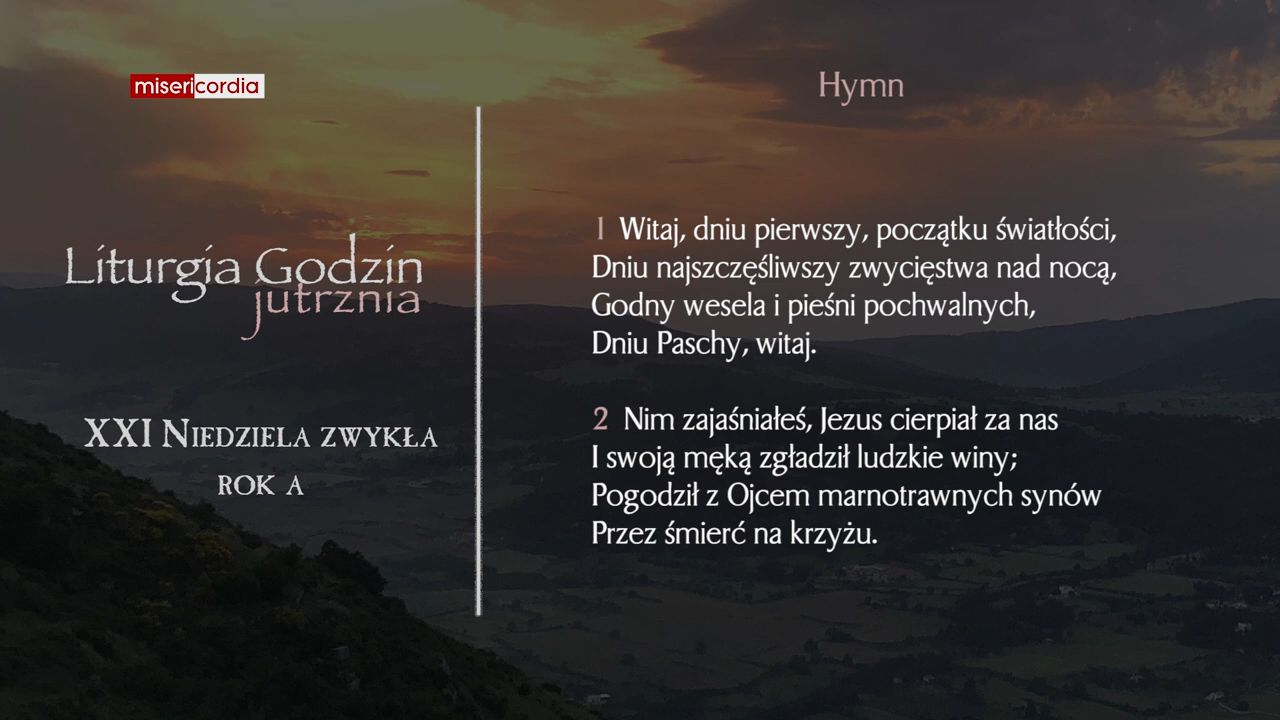 misericordia
Liturgia Godzin
jutrznia
XXI Niedziela zwykła
rok A
Hymn
1 Witaj, dniu pierwszy, początku światłości,
Dniu najszczęśliwszy zwycięstwa nad nocą,
Godny wesela i pieśni pochwalnych,
Dniu Paschy, witaj.
2 Nim zajaśniałeś, Jezus cierpiał za nas
I swoją męką zgładził ludzkie winy;
Pogodził z Ojcem marnotrawnych synów
Przez śmierć na krzyżu.